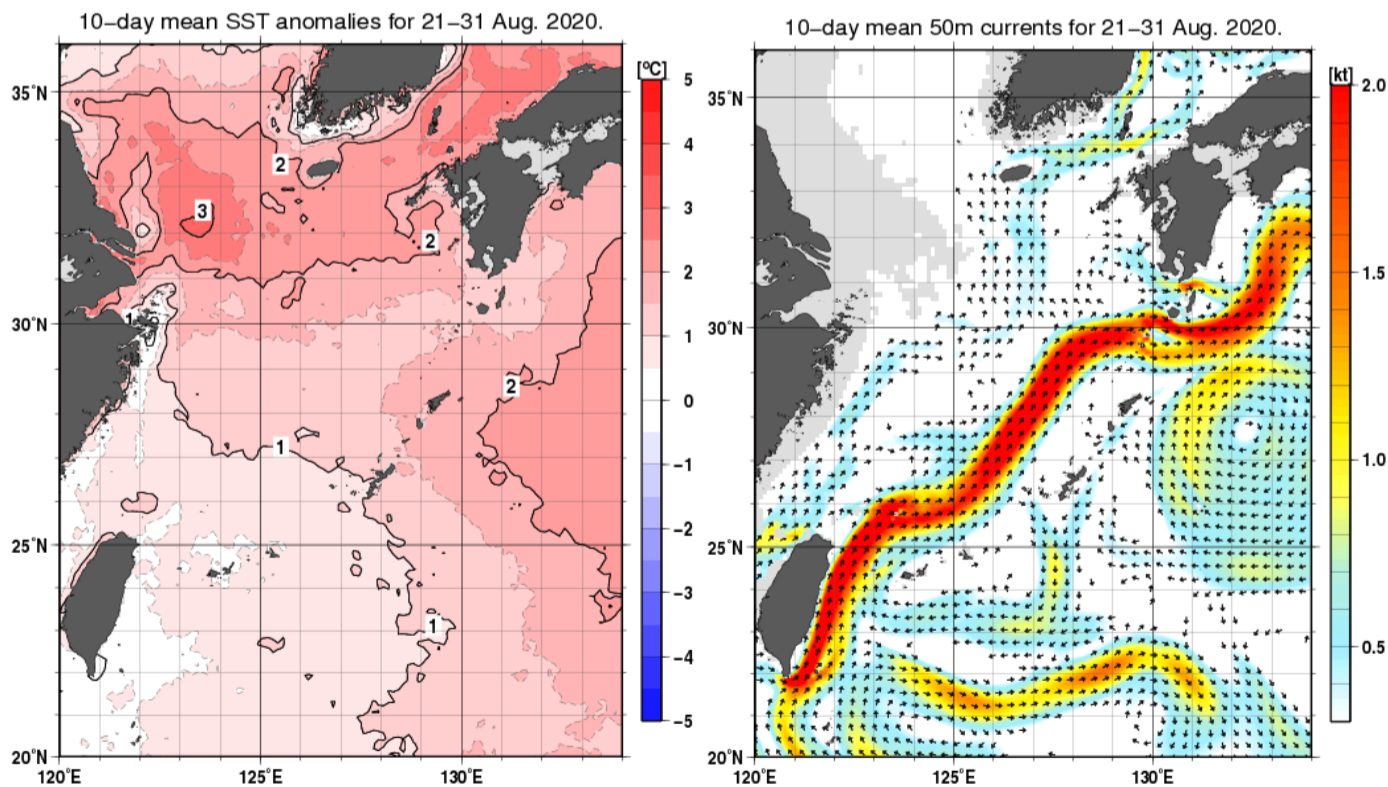 10−day mean SST anomalies for 21−31 Aug. 2020.
[ºC]
5
4
3
2
1
0
−1
−2
−3
−4
−5
35˚N
30˚N
25˚N
20˚N
120˚E
125˚E
130˚E
2
3
2
1
2
1
1
10−day mean 50m currents for 21−31 Aug. 2020.
[kt]
2.0
1.5
1.0
0.5
35˚N
30˚N
25˚N
20˚N
120˚E
125˚E
130˚E